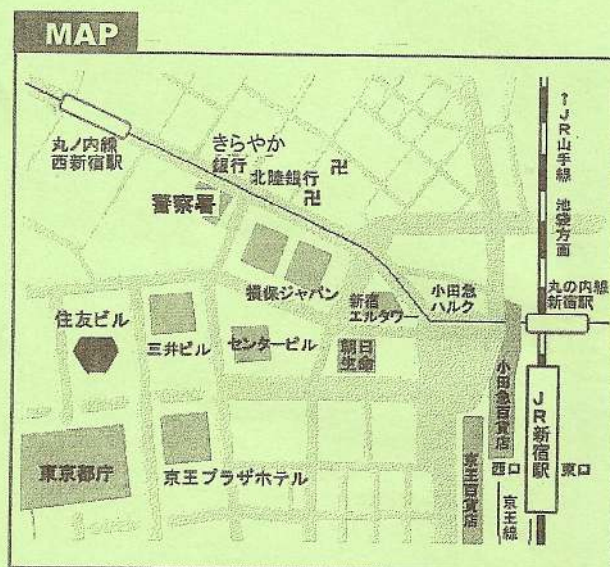 MAP
丸ノ内線
西新宿駅
きらやか
銀行
北陸銀行
卍
卍
警察署
↑JR山手線 池袋方面
損保ジャパン
新宿
エルタワー
小田急
ハルク
丸の内線
新宿駅
住友ビル
三井ビル
センタービル
朝日
生命
小田急百貨店
JR新宿駅
東京都庁
京王プラザホテル
京王百貨店
西口
東口
京王線